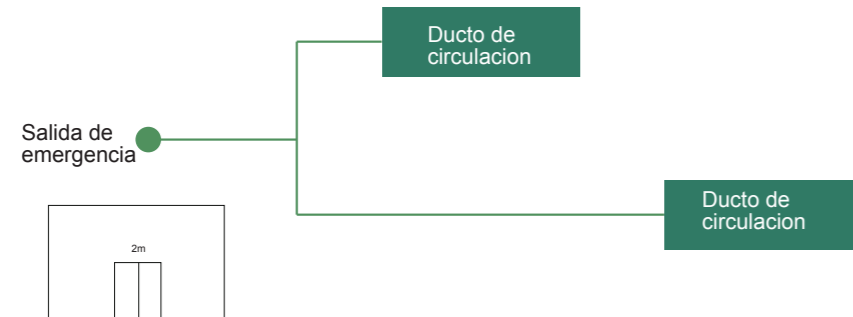 Ducto de
circulacion
Salida de
emergencia
Ducto de
circulacion
2m